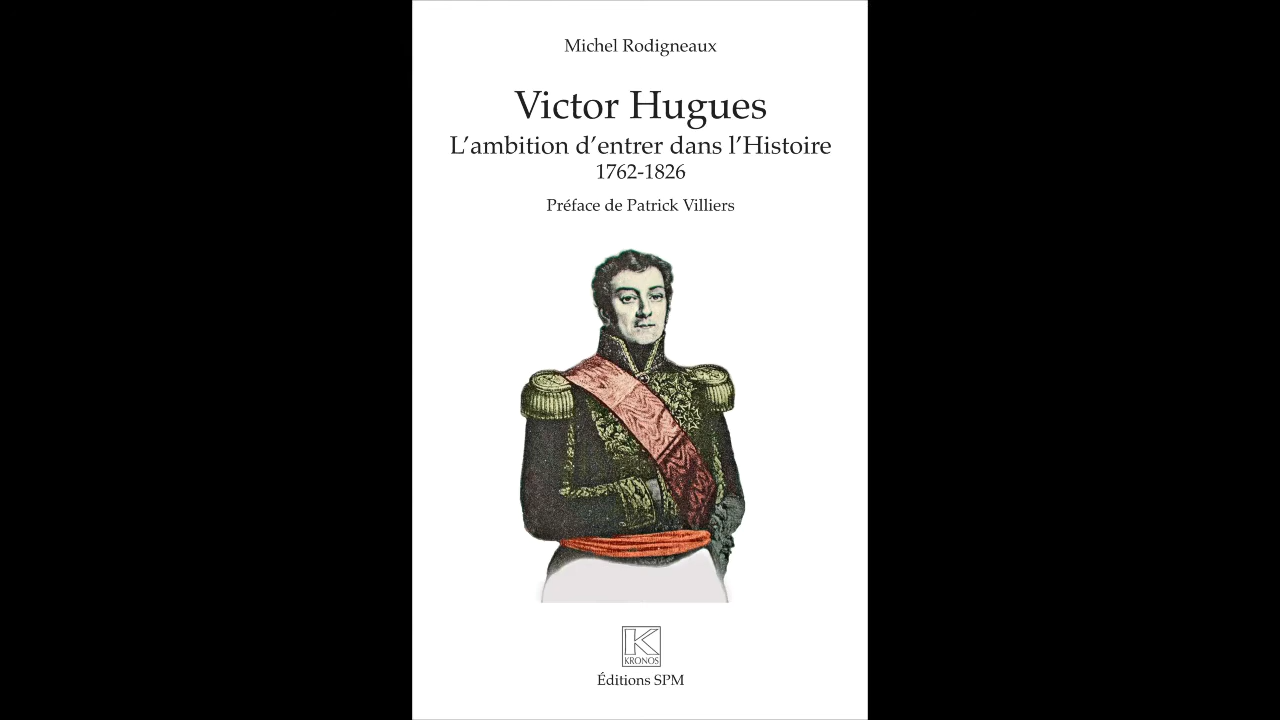 Michel Rodigneaux
Victor Hugues
L’ambition d’entrer dans l’Histoire
1762-1826
Préface de Patrick Villiers
K
KRONOS
Éditions SPM